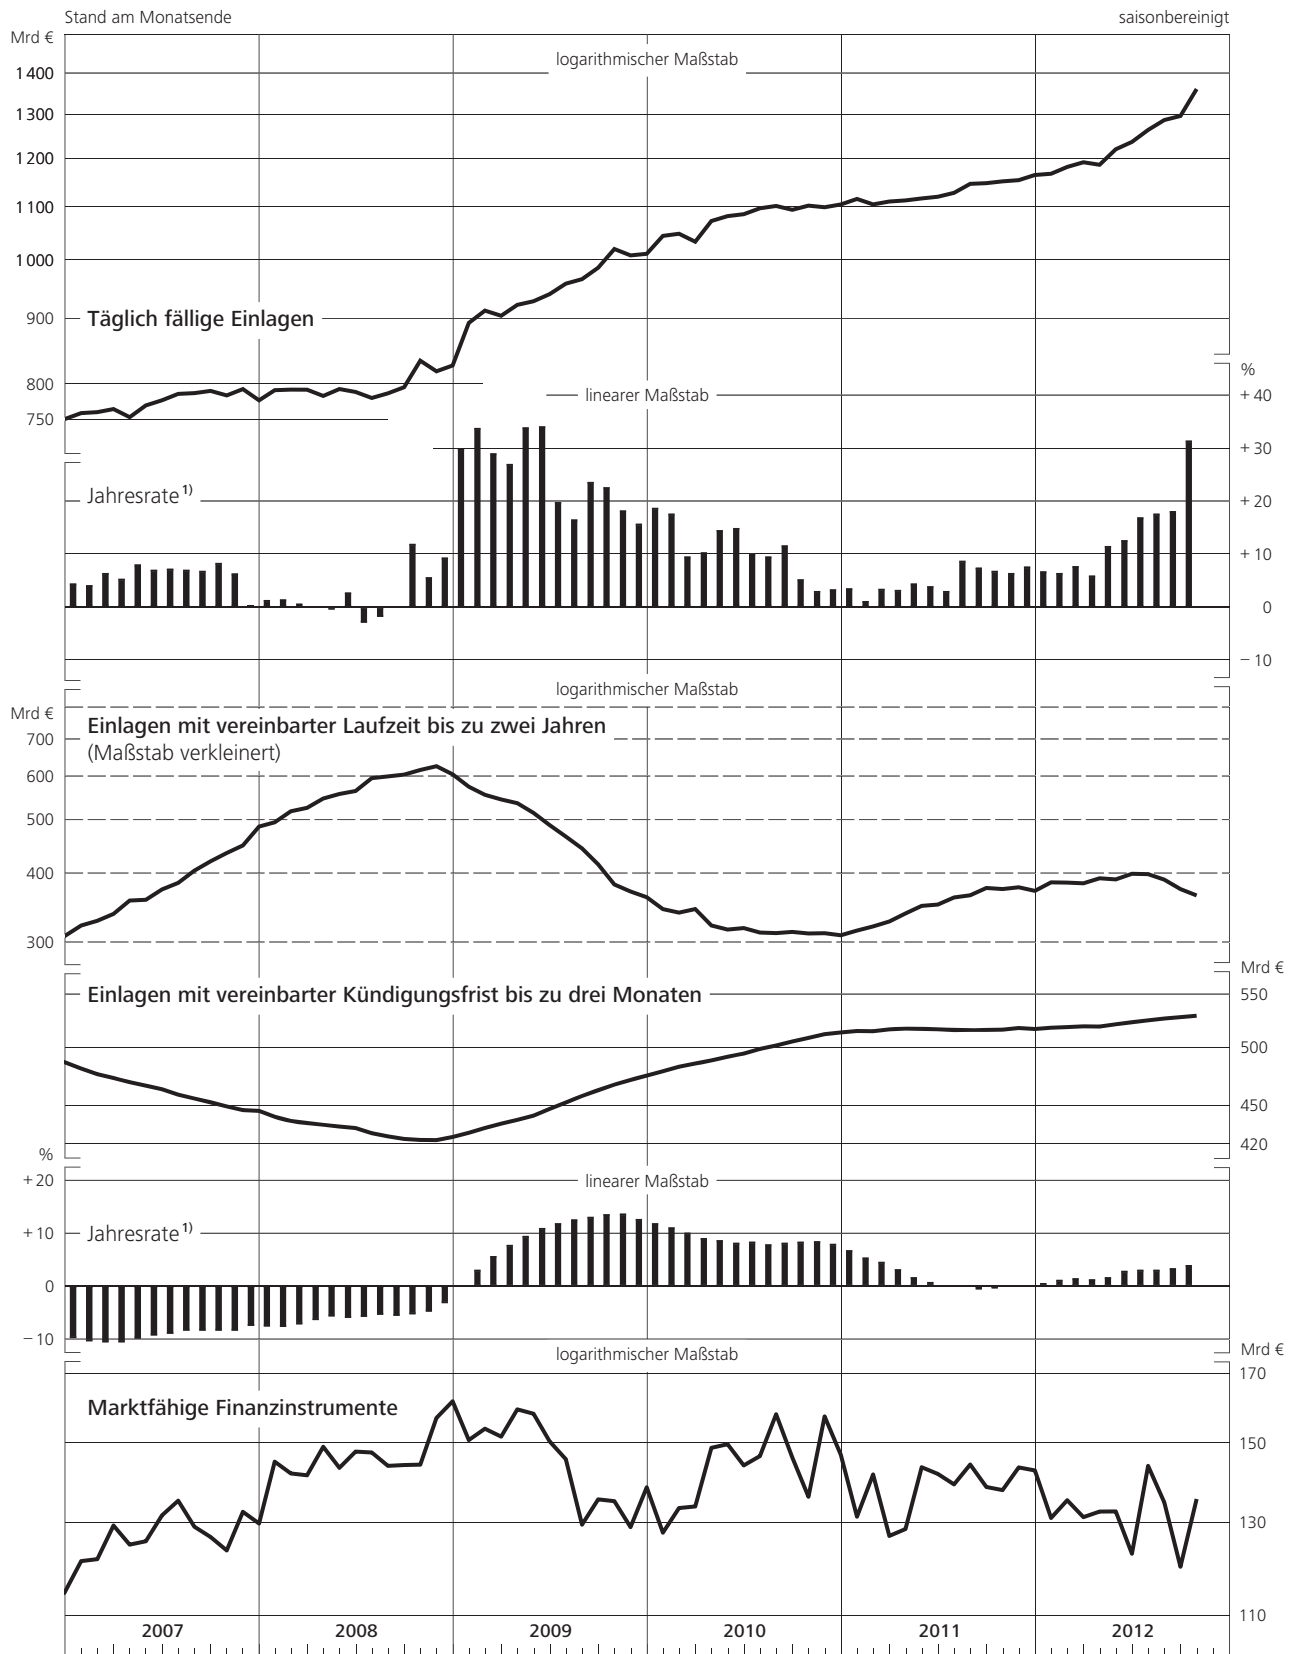 Stand am Monatsende saisonbereinigt
Mrd €
logarithmischer Maßstab
1 400
1 300
1 200
1 100
1 000
900
Täglich fällige Einlagen
%
800
linearer Maßstab
+ 40
750
+ 30
Jahresrate 1)
+ 20
+ 10
0
− 10
logarithmischer Maßstab
Mrd €
Einlagen mit vereinbarter Laufzeit bis zu zwei Jahren
700
(Maßstab verkleinert)
600
500
400
300
Mrd €
Einlagen mit vereinbarter Kündigungsfrist bis zu drei Monaten
550
500
450
420
%
+ 20
linearer Maßstab
+ 10
Jahresrate 1)
0
− 10
logarithmischer Maßstab
Mrd €
170
Marktfähige Finanzinstrumente
150
130
110
2007 2008 2009 2010 2011 2012